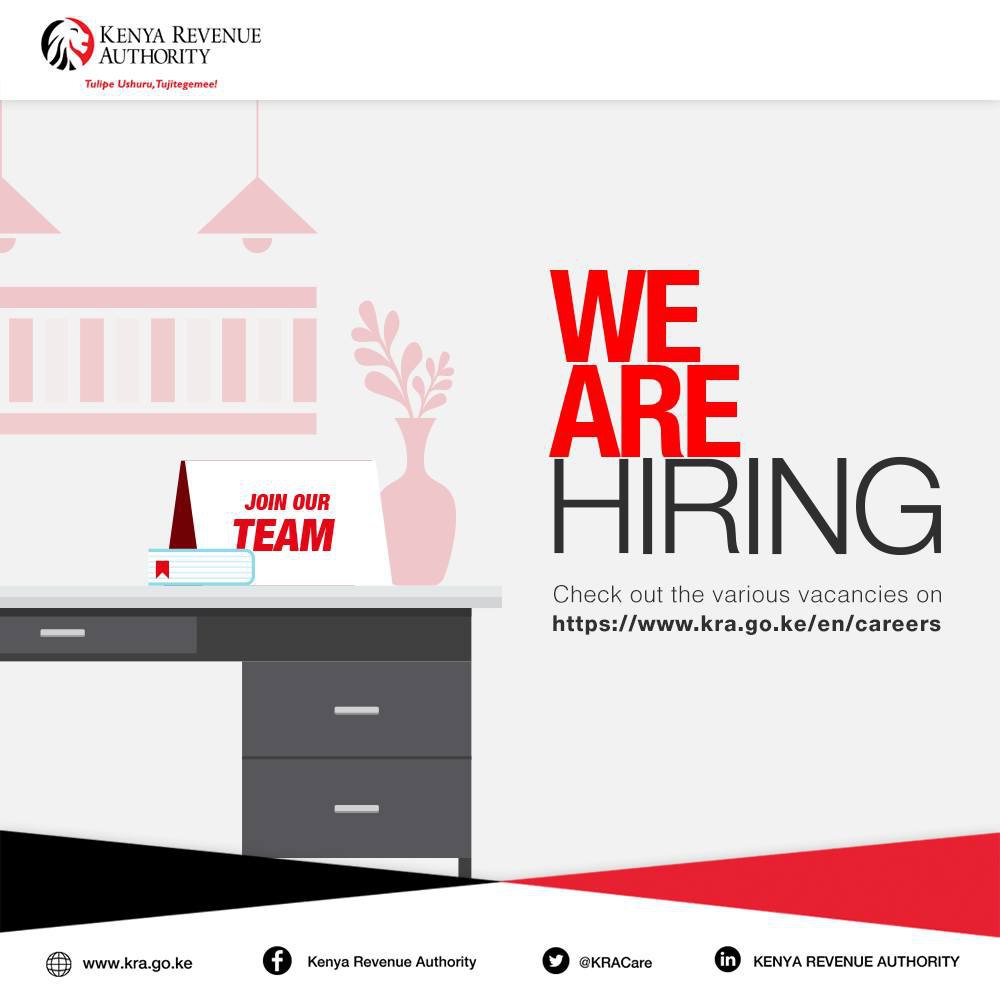 KENYA REVENUE
AUTHORITY
Tulipe Ushuru, Tujitegemee!
WE
ARE
HIRING
JOIN OUR
TEAM
Check out the various vacancies on
https://www.kra.go.ke/en/careers
www.kra.go.ke
Kenya Revenue Authority
@KRACare
KENYA REVENUE AUTHORITY